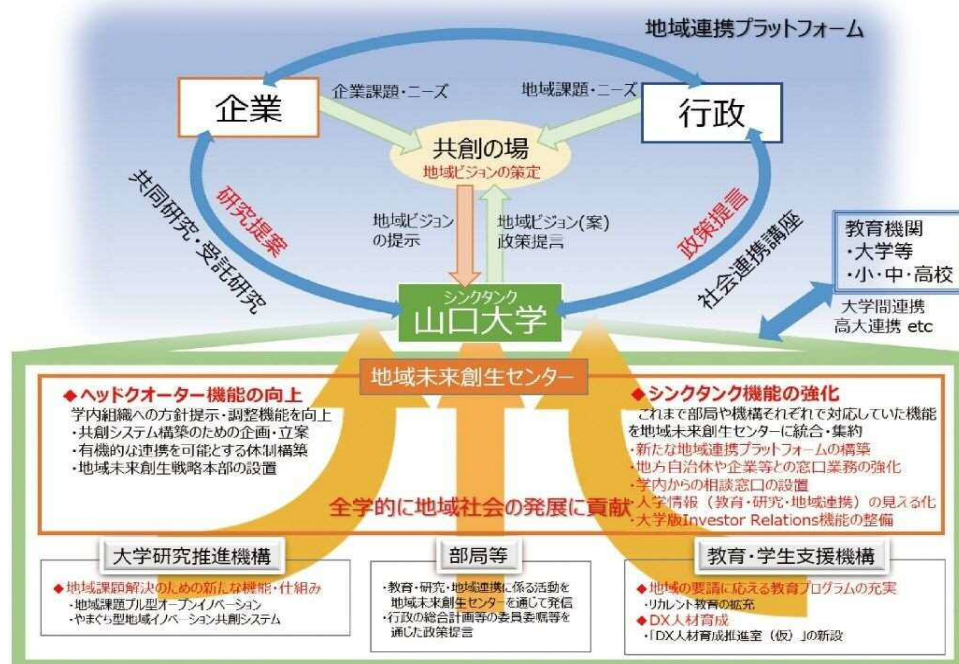 地域連携プラットフォーム
企業
企業課題・ニーズ
地域課題・ニーズ
行政
共創の場
地域ビジョンの策定
研究提案
共同研究・受託研究
地域ビジョン
の提示
地域ビジョン(案)
政策提言
政策提言
社会連携講座
教育機関
・大学等
・小・中・高校
大学間連携
高大連携 etc
シンクタンク
山口大学
地域未来創生センター
◆ヘッドクオーター機能の向上
学内組織への方針提示・調整機能を向上
・共創システム構築のための企画・立案
・有機的な連携を可能とする体制構築
・地域未来創生戦略本部の設置
◆シンクタンク機能の強化
これまで部局や機構それぞれで対応していた機能
を地域未来創生センターに統合・集約
・新たな地域連携プラットフォームの構築
・地方自治体や企業等との窓口業務の強化
・学内からの相談窓口の設置
・大学情報（教育・研究・地域連携）の見える化
・大学版Investor Relations機能の整備
全学的に地域社会の発展に貢献
大学研究推進機構
◆地域課題解決のための新たな機能・仕組み
・地域課題プル型オープンイノベーション
・やまぐち型地域イノベーション共創システム
部局等
・教育・研究・地域連携に係る活動を
地域未来創生センターを通じて発信
・行政の総合計画等の委員委嘱等を
通じた政策提言
教育・学生支援機構
◆地域の要請に応える教育プログラムの充実
・リカレント教育の拡充
◆DX人材育成
・「DX人材育成推進室（仮）」の新設